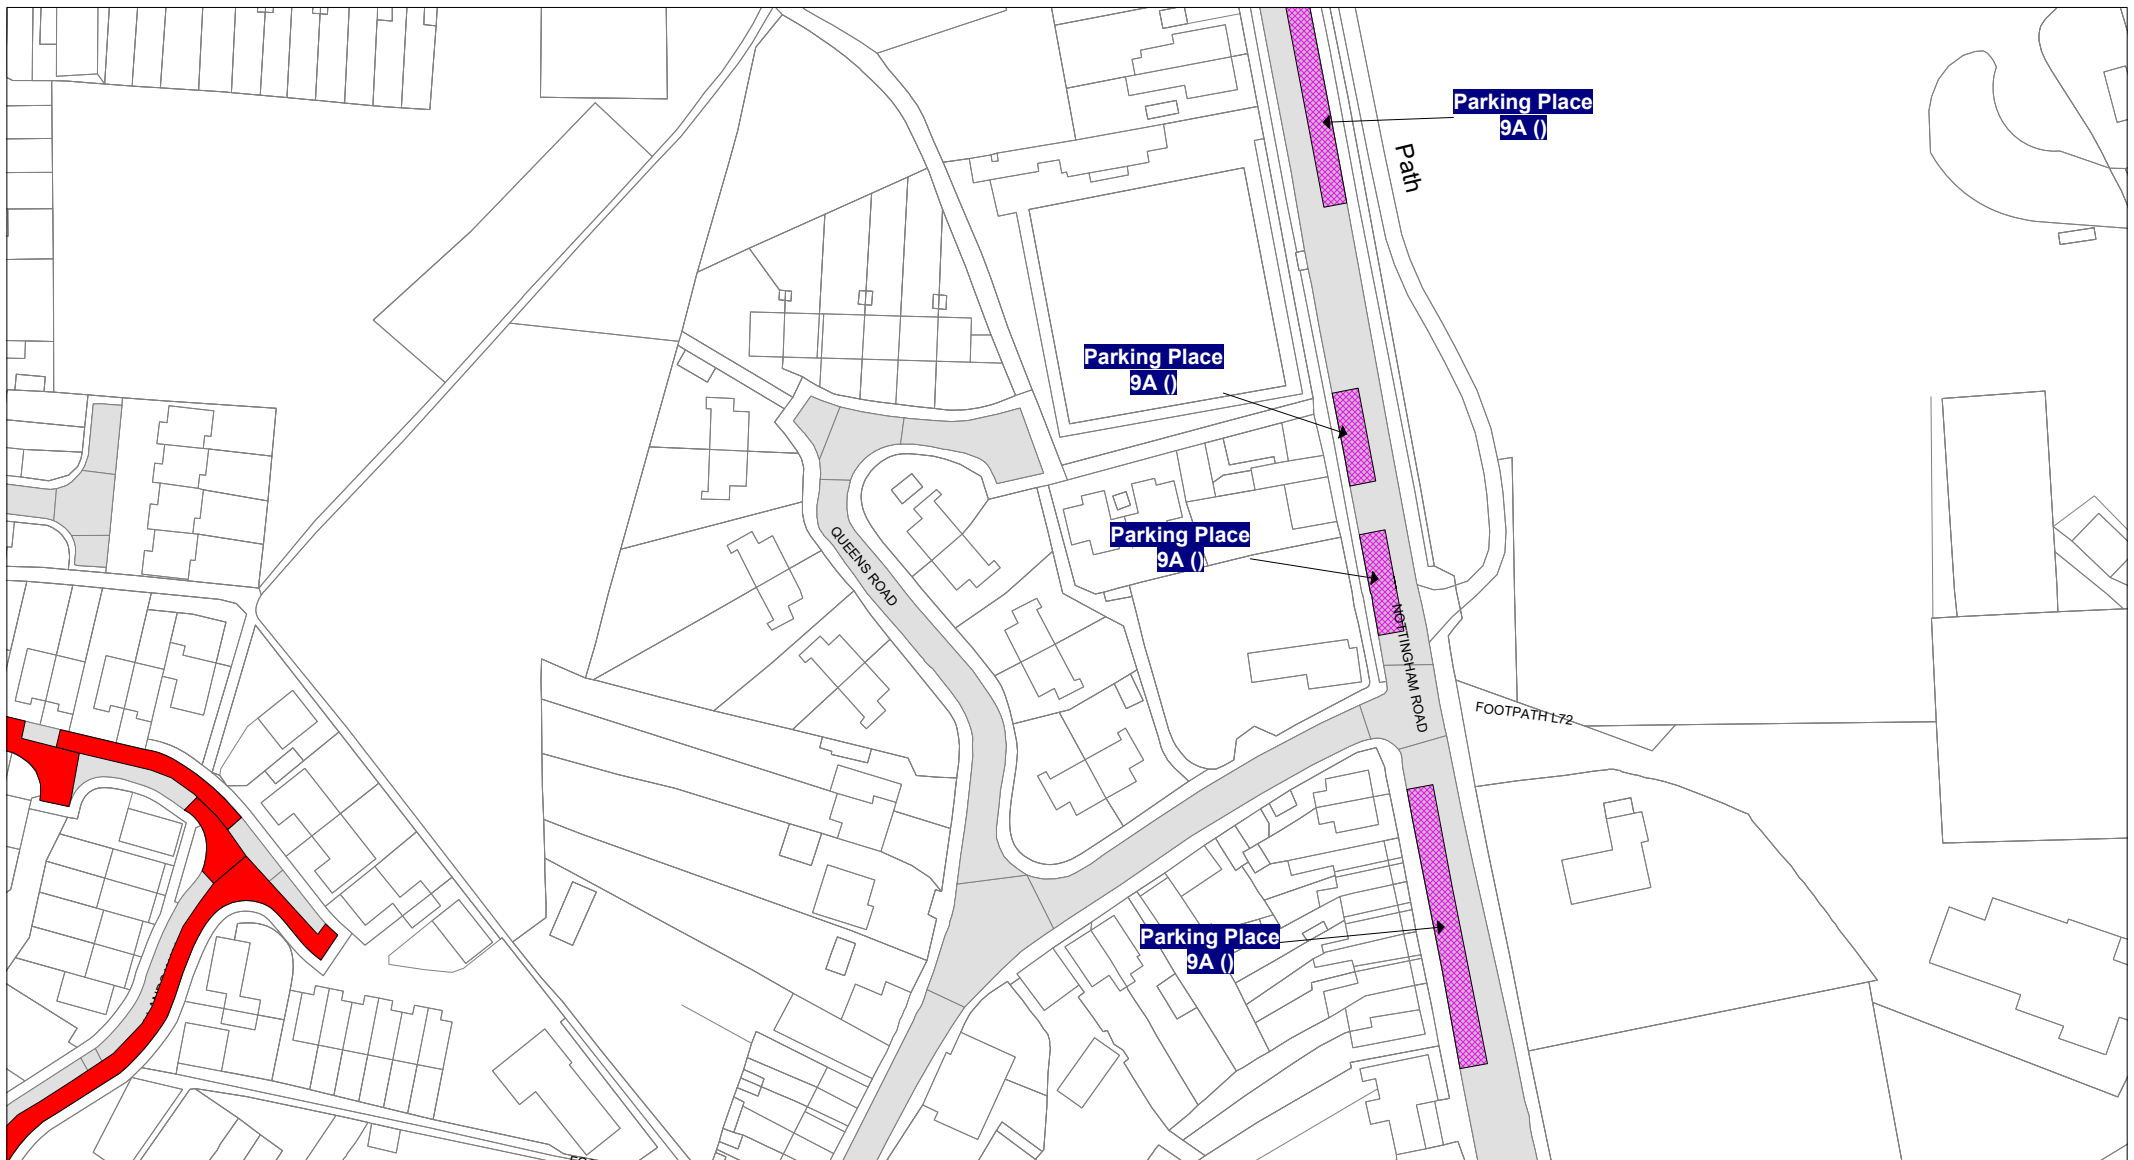 Parking Place
9A ()
Path
Parking Place
9A ()
Parking Place
9A ()
QUEENS ROAD
NOTTINGHAM ROAD
FOOTPATH L72
Parking Place
9A ()